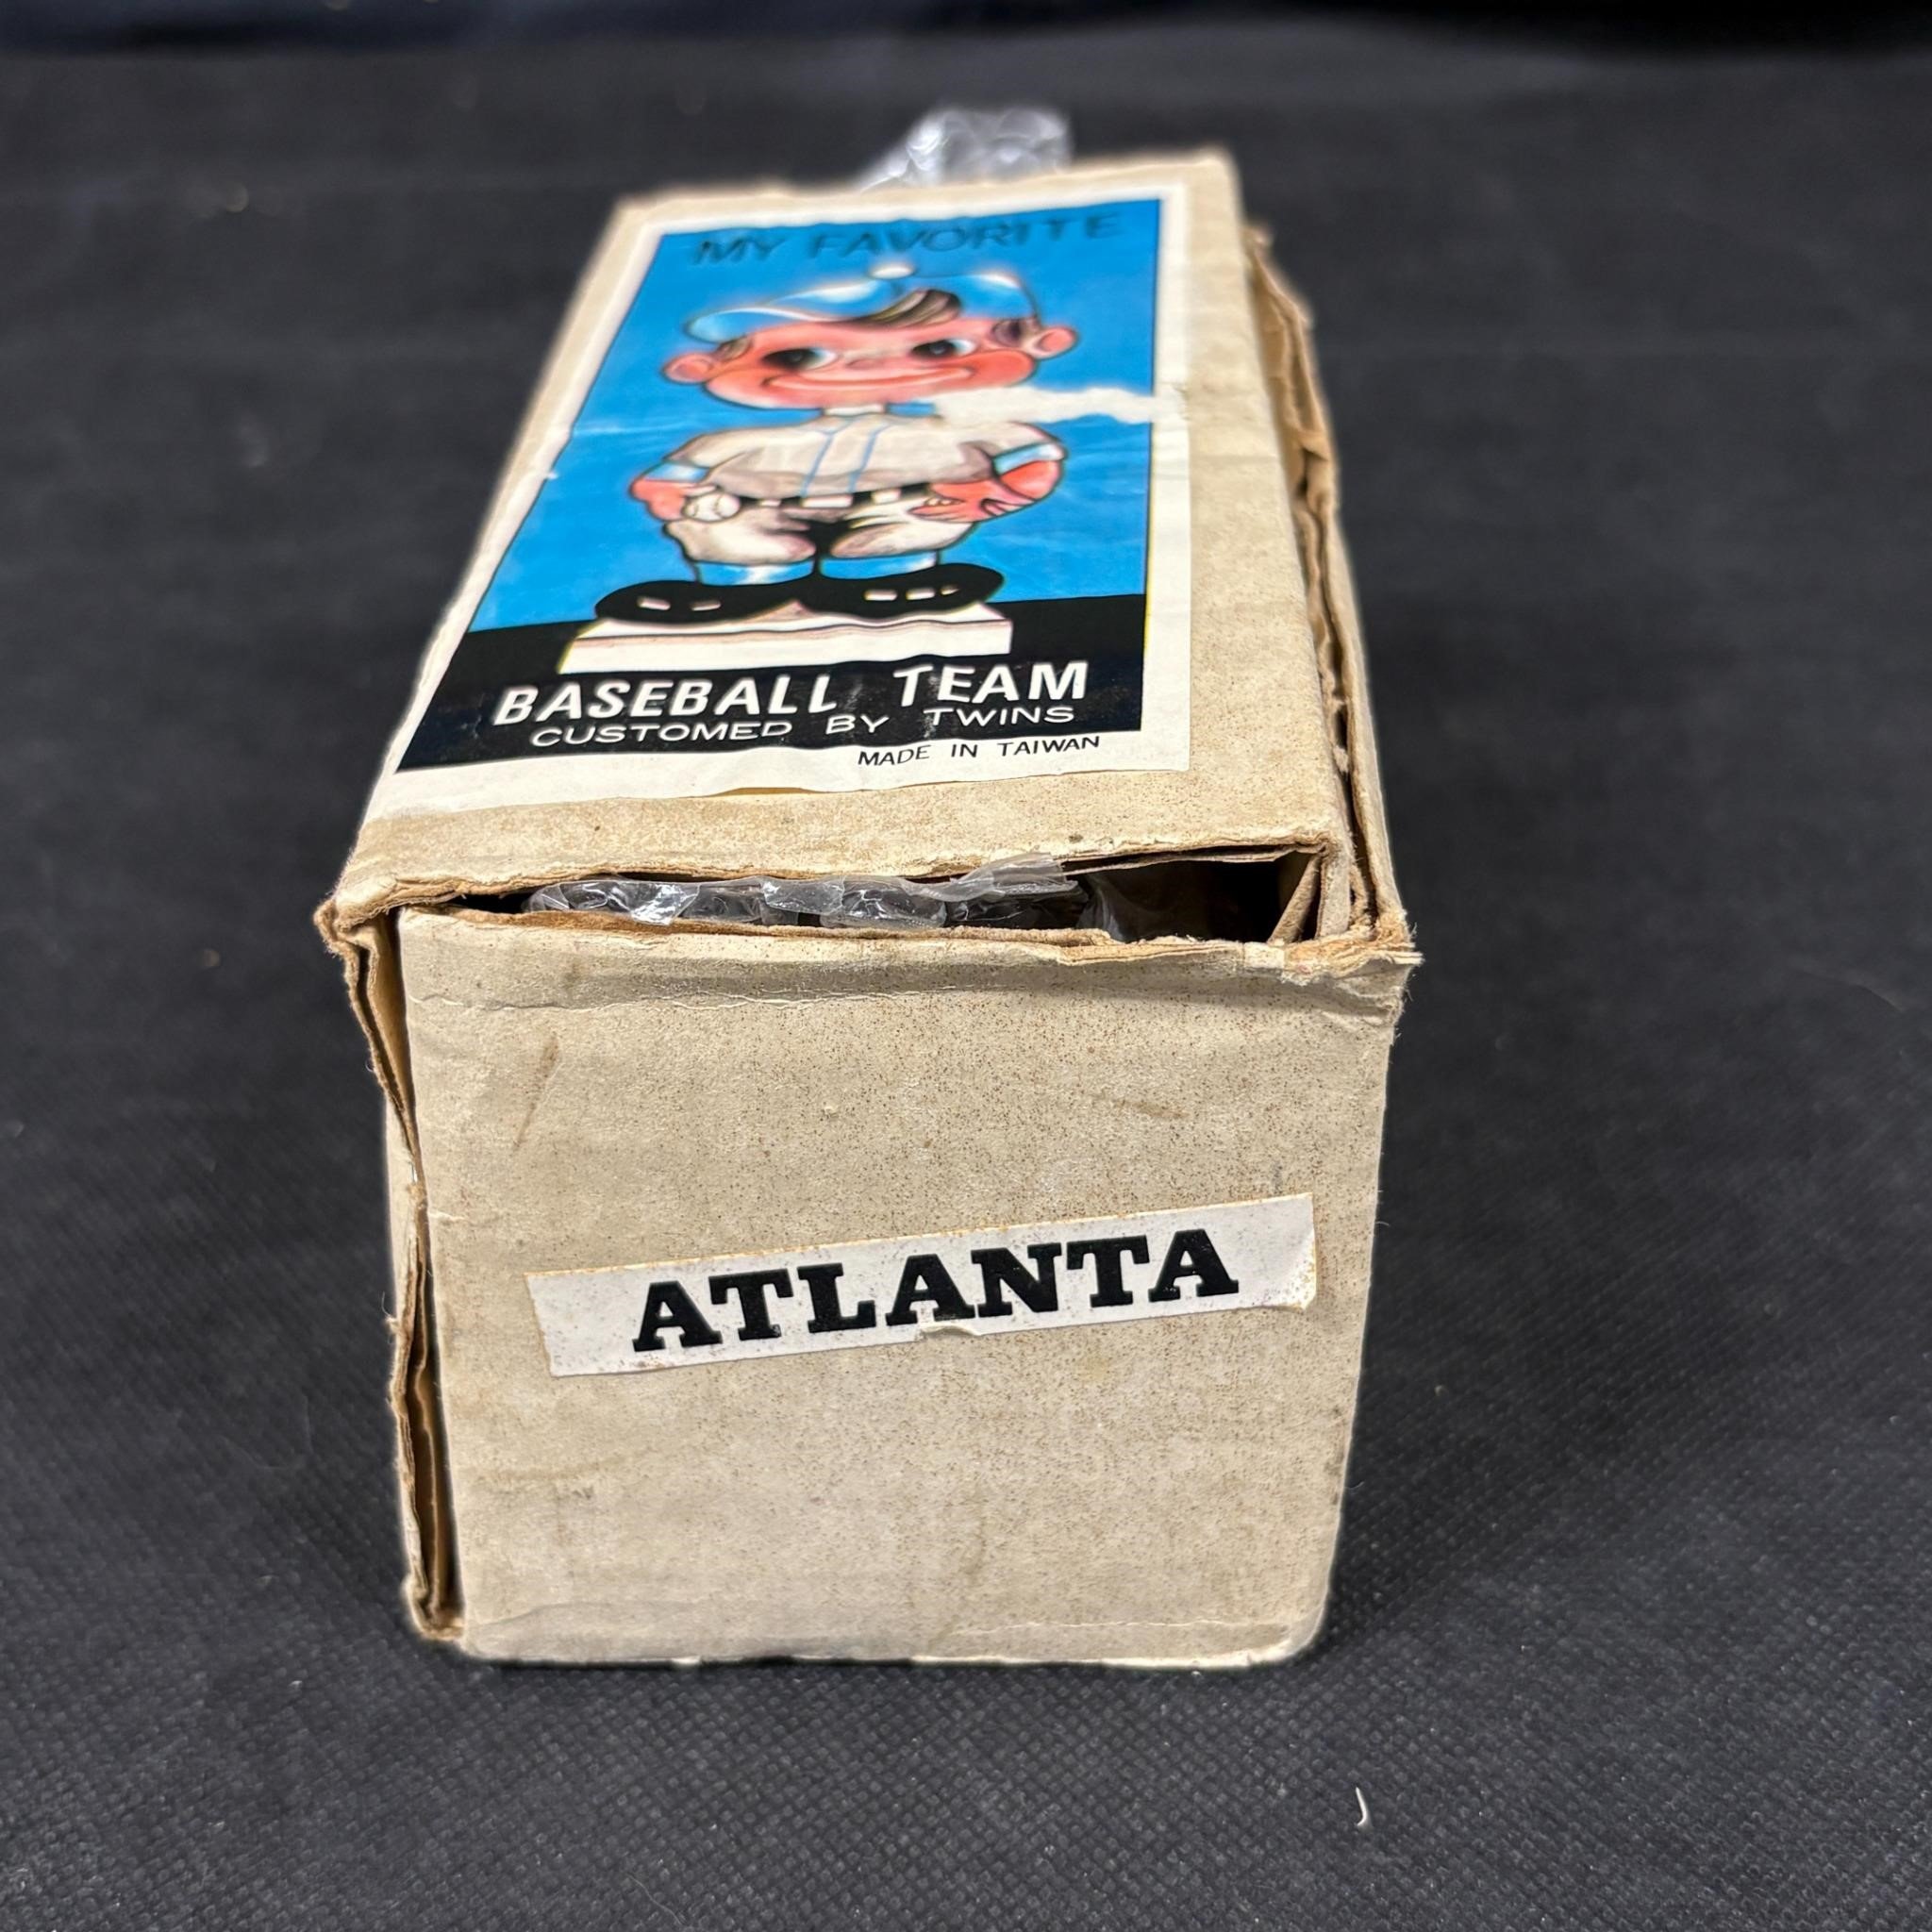 MY FAVORITE
BASEBALL TEAM
CUSTOMED BY TWINS
MADE IN TAIWAN
ATLANTA